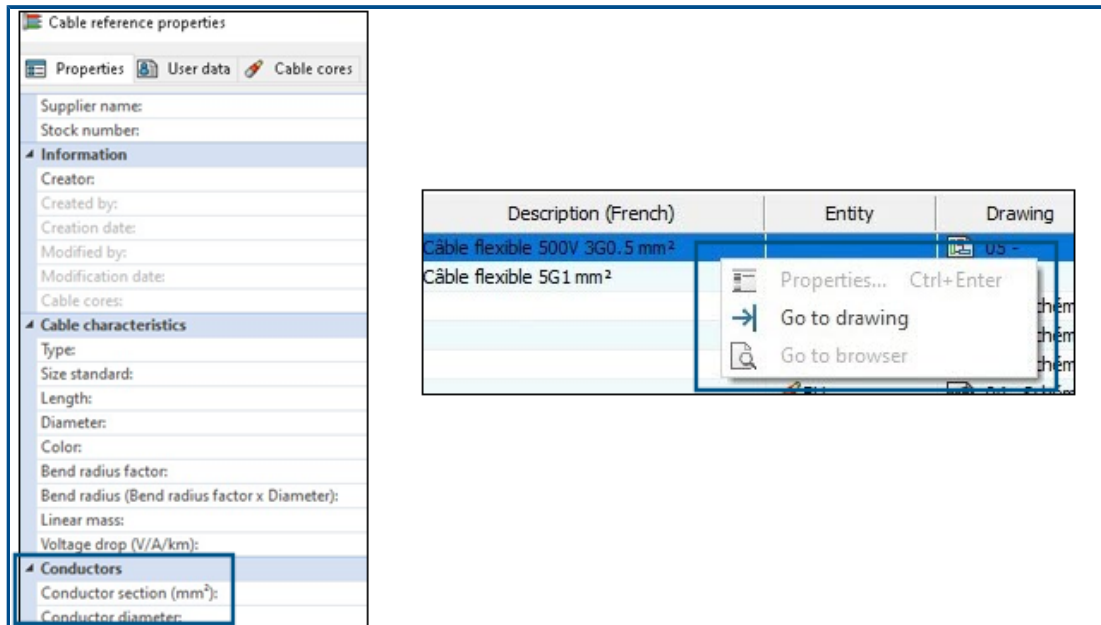 Cable reference properties
Properties User data Cable cores
Supplier name:
Stock number:
Information
Creator:
Created by:
Creation date:
Modified by:
Modification date:
Cable cores:
Cable characteristics
Type:
Size standard:
Length:
Diameter:
Color:
Bend radius factor:
Bend radius (Bend radius factor x Diameter):
Linear mass:
Voltage drop (V/A/km):
Conductors
Conductor section (mm²):
Conductor diameter:
Description (French) Entity Drawing
Câble flexible 500V 3G0.5 mm² 05 -
Câble flexible 5G1 mm²
Properties... Ctrl+Enter
Go to drawing
Go to browser